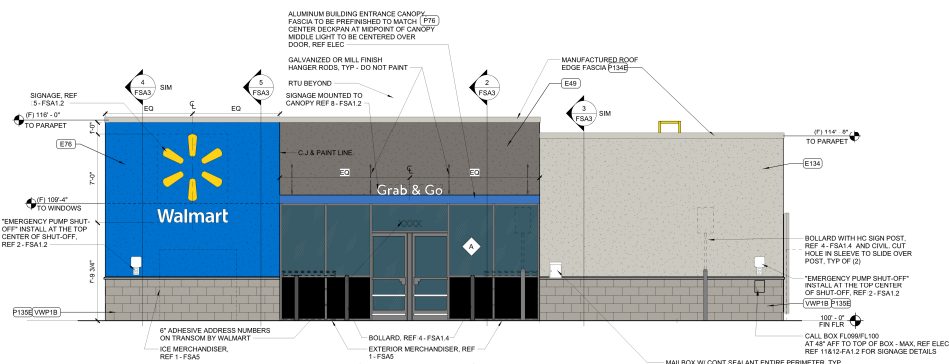 ALUMINUM BUILDING ENTRANCE CANOPY
FASCIA TO BE PREFINISHED TO MATCH P76
CENTER DECKPAN AT MIDPOINT OF CANOPY
MIDDLE LIGHT TO BE CENTERED OVER
DOOR, REF ELEC
GALVANIZED OR MILL FINISH
HANGER RODS, TYP - DO NOT PAINT
RTU BEYOND
SIGNAGE MOUNTED TO
CANOPY REF 8 - FSA1.2
MANUFACTURED ROOF
EDGE FASCIA P134E
E49
4
FSA3
SIM
5
FSA3
2
FSA3
3
FSA3
SIM
SIGNAGE, REF
5 - FSA1.2
EQ
EQ
(F) 116' - 0"
TO PARAPET
1'-0"
(F) 114' - 8"
TO PARAPET
E76
C.J & PAINT LINE.
E134
7'-0"
EQ
EQ
Grab & Go
(F) 109'-4"
TO WINDOWS
Walmart
XXXX
A
"EMERGENCY PUMP SHUT-
OFF" INSTALL AT THE TOP
CENTER OF SHUT-OFF,
REF 2 - FSA1.2
BOLLARD WITH HC SIGN POST,
REF 4 - FSA1.4 AND CIVIL. CUT
HOLE IN SLEEVE TO SLIDE OVER
POST, TYP OF (2)
7'-9 3/4"
"EMERGENCY PUMP SHUT-OFF"
INSTALL AT THE TOP CENTER
OF SHUT-OFF, REF 2 - FSA1.2
VWP1B P135E
P135E VWP1B
100' - 0"
FIN FLR
6" ADHESIVE ADDRESS NUMBERS
ON TRANSOM BY WALMART
ICE MERCHANDISER,
REF 1 - FSA5
BOLLARD, REF 4 - FSA1.4
EXTERIOR MERCHANDISER, REF
1 - FSA5
CALL BOX FL099/FL100
AT 48" AFF TO TOP OF BOX - MAX, REF ELEC
REF 11&12-FA1.2 FOR SIGNAGE DETAILS
MAILBOX W/ CONT SEALANT ENTIRE PERIMETER, TYP